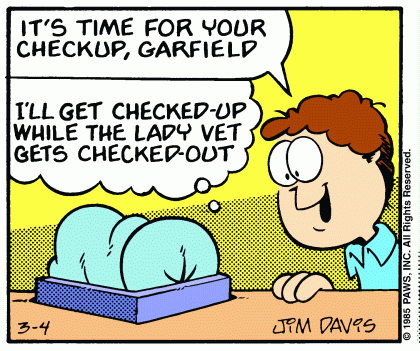 IT'S TIME FOR YOUR
CHECKUP, GARFIELD
I'LL GET CHECKED-UP
WHILE THE LADY VET
GETS CHECKED-OUT
3-4
JIM DAVIS
© 1985 PAWS, INC. All Rights Reserved.